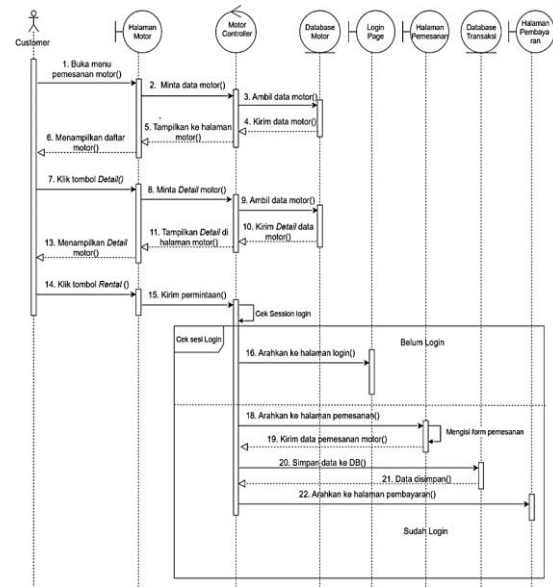 Customer
Halaman
Motor
Motor
Controller
Database
Motor
Login
Page
Halaman
Pemesanan
Database
Transaksi
Halaman
Pembaya
ran
1. Buka menu
pemesanan motor()
2. Minta data motor()
3. Ambil data motor()
4. Kirim data motor()
5. Tampilkan ke halaman
motor()
6. Menampilkan daftar
motor()
7. Klik tombol Detail()
8. Minta Detail motor()
9. Ambil data motor()
10. Kirim Detail data
motor()
11. Tampilkan Detail di
halaman motor()
13. Menampilkan Detail
motor()
14. Klik tombol Rental ()
15. Kirim permintaan()
Cek Session login
Cek sesi Login
Belum Login
16. Arahkan ke halaman login()
18. Arahkan ke halaman pemesanan()
Mengisi form pemesanan
19. Kirim data pemesanan motor()
20. Simpan data ke DB()
21. Data disimpan()
22. Arahkan ke halaman pembayaran()
Sudah Login